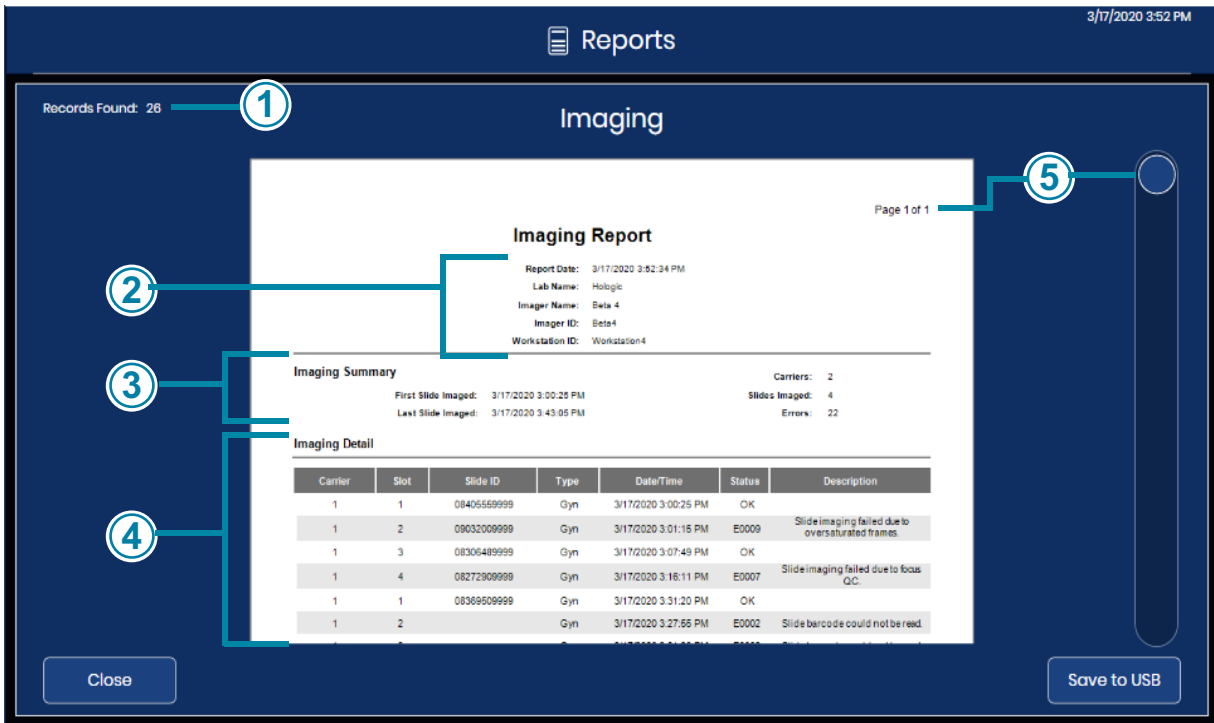 3/17/2020 3:52 PM
Reports
Records Found: 26
1
Imaging
5
Page 1 of 1
Imaging Report
2
Report Date: 3/17/2020 3:52:34 PM
Lab Name: Hologic
Imager Name: Beta 4
Imager ID: Beta4
Workstation ID: Workstation4
3
Imaging Summary
Carriers: 2
First Slide Imaged: 3/17/2020 3:00:25 PM Slides Imaged: 4
Last Slide Imaged: 3/17/2020 3:43:05 PM Errors: 22
Imaging Detail
4
Carrier Slot Slide ID Type Date/Time Status Description
1 1 08405559999 Gyn 3/17/2020 3:00:25 PM OK
1 2 09032009999 Gyn 3/17/2020 3:01:15 PM E0009 Slide imaging failed due to
oversaturated frames.
1 3 08306489999 Gyn 3/17/2020 3:07:49 PM OK
1 4 08272909999 Gyn 3/17/2020 3:16:11 PM E0007 Slide imaging failed due to focus
QC.
1 1 08369509999 Gyn 3/17/2020 3:31:20 PM OK
1 2 Gyn 3/17/2020 3:27:55 PM E0002 Slide barcode could not be read.
Close
Save to USB